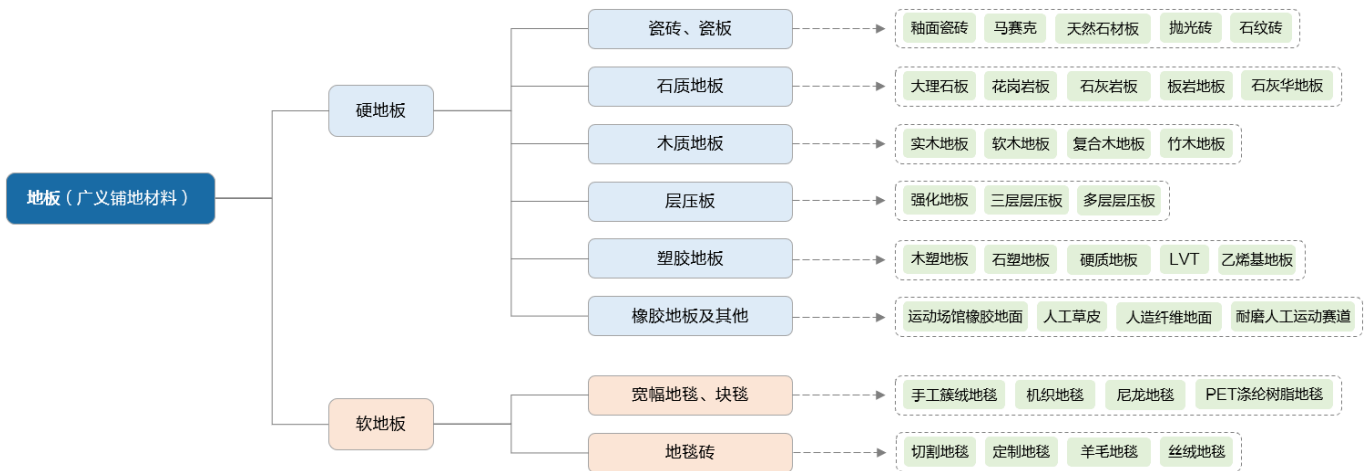 地板（广义铺地材料）
硬地板
瓷砖、瓷板
釉面瓷砖 马赛克 天然石材板 抛光砖 石纹砖
石质地板
大理石板 花岗岩板 石灰岩板 板岩地板 石灰华地板
木质地板
实木地板 软木地板 复合木地板 竹木地板
层压板
强化地板 三层层压板 多层层压板
塑胶地板
木塑地板 石塑地板 硬质地板 LVT 乙烯基地板
橡胶地板及其他
运动场馆橡胶地面 人工草皮 人造纤维地面 耐磨人工运动赛道
软地板
宽幅地毯、块毯
手工簇绒地毯 机织地毯 尼龙地毯 PET涤纶树脂地毯
地毯砖
切割地毯 定制地毯 羊毛地毯 丝绒地毯